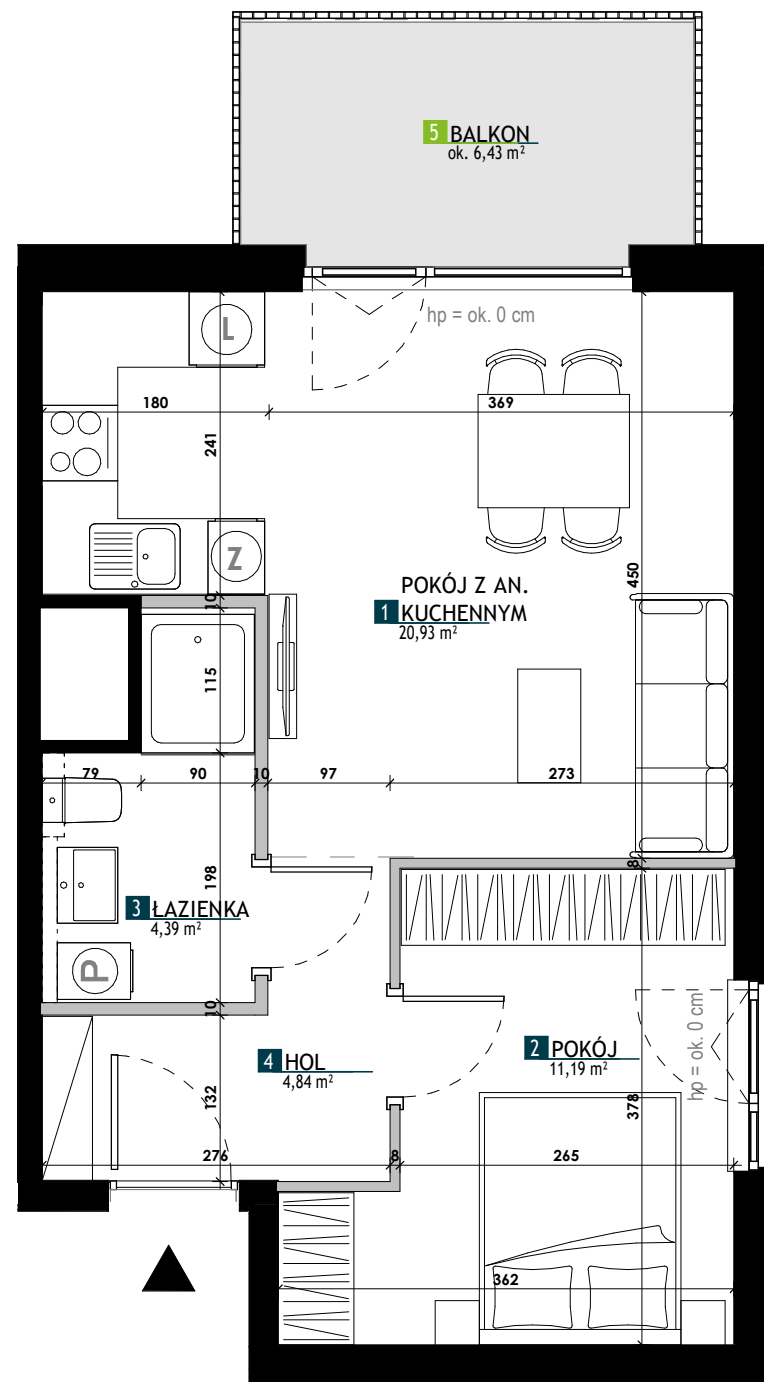 5 BALKON
ok. 6,43 m²
hp = ok. 0 cm
L
180
369
241
Z
450
10
POKÓJ Z AN.
1 KUCHENNYM
20,93 m²
115
79
90
10
97
273
8
198
3 ŁAZIENKA
4,39 m²
P
10
hp = ok. 0 cm
2 POKÓJ
11,19 m²
4 HOL
4,84 m²
132
378
276
8
265
362